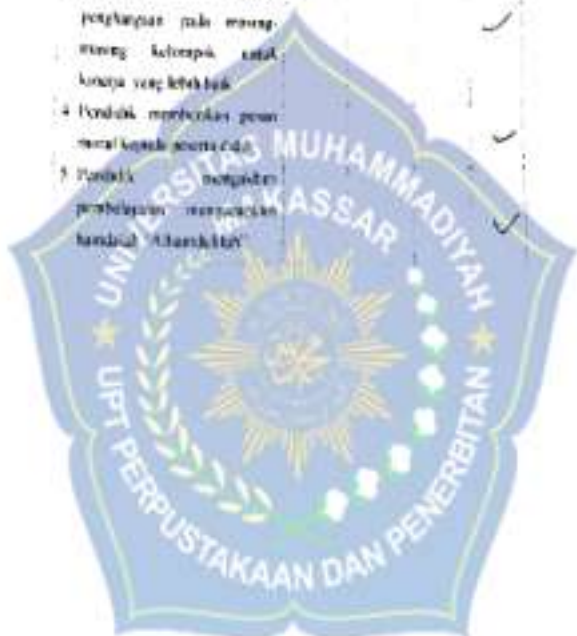 penghargaan pada masing-
masing kelompok untuk
kinerja yang lebih baik
4 Pendidik memberikan pesan
moral kepada peserta didik
5 Pendidik mengakhiri
pembelajaran mengucapkan
hamdalah "Alhamdulillah"
UNIVERSITAS MUHAMMADIYAH
MAKASSAR
UPT PERPUSTAKAAN DAN PENERBITAN